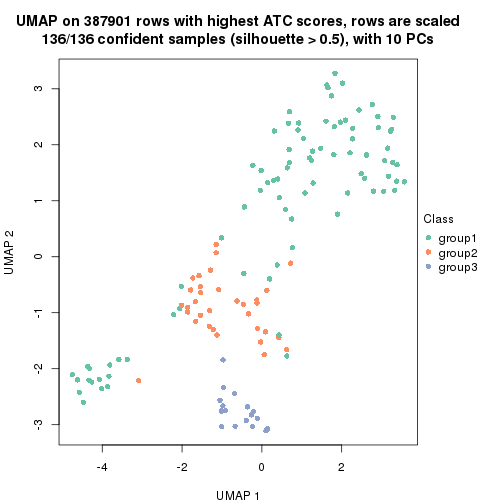 UMAP on 387901 rows with highest ATC scores, rows are scaled
136/136 confident samples (silhouette > 0.5), with 10 PCs
3
2
1
0
-1
-2
-3
UMAP 2
-4
-2
0
2
UMAP 1
Class
group1
group2
group3